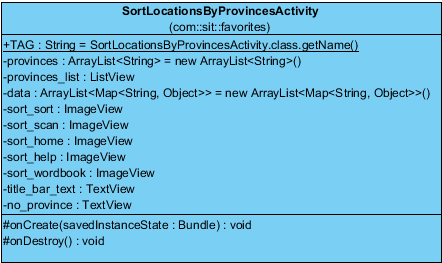 SortLocationsByProvincesActivity
(com::sit::favorites)
+TAG : String = SortLocationsByProvincesActivity.class.getName()
-provinces : ArrayList<String> = new ArrayList<String>()
-provinces_list : ListView
-data : ArrayList<Map<String, Object>> = new ArrayList<Map<String, Object>>()
-sort_sort : ImageView
-sort_scan : ImageView
-sort_home : ImageView
-sort_help : ImageView
-sort_wordbook : ImageView
-title_bar_text : TextView
-no_province : TextView
#onCreate(savedInstanceState : Bundle) : void
#onDestroy() : void